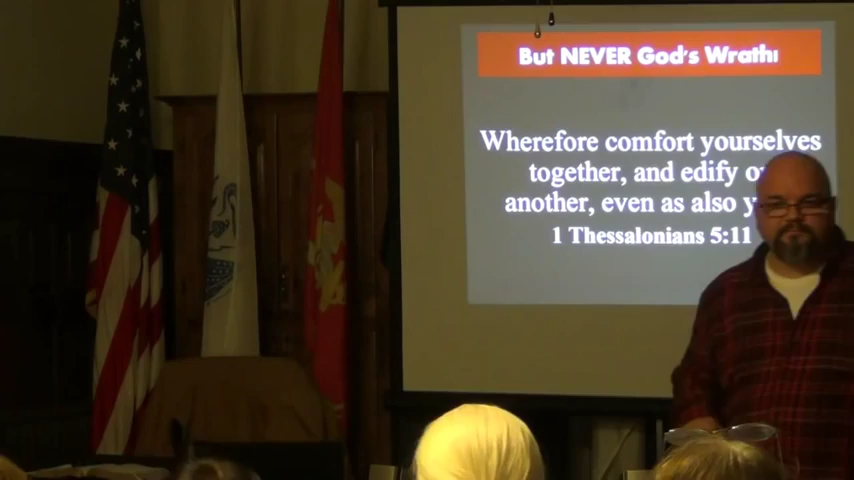 But NEVER God's Wrath
Wherefore comfort yourselves
together, and edify
another, even as also
1 Thessalonians 5:11